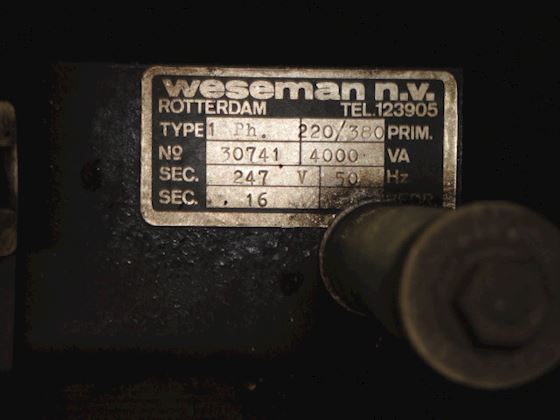 weseman n.v.
ROTTERDAM TEL.123905
TYPE 1 Ph. 220/380 PRIM.
Nº 30741 4000 VA
SEC. 247 V 50 Hz
SEC. 16